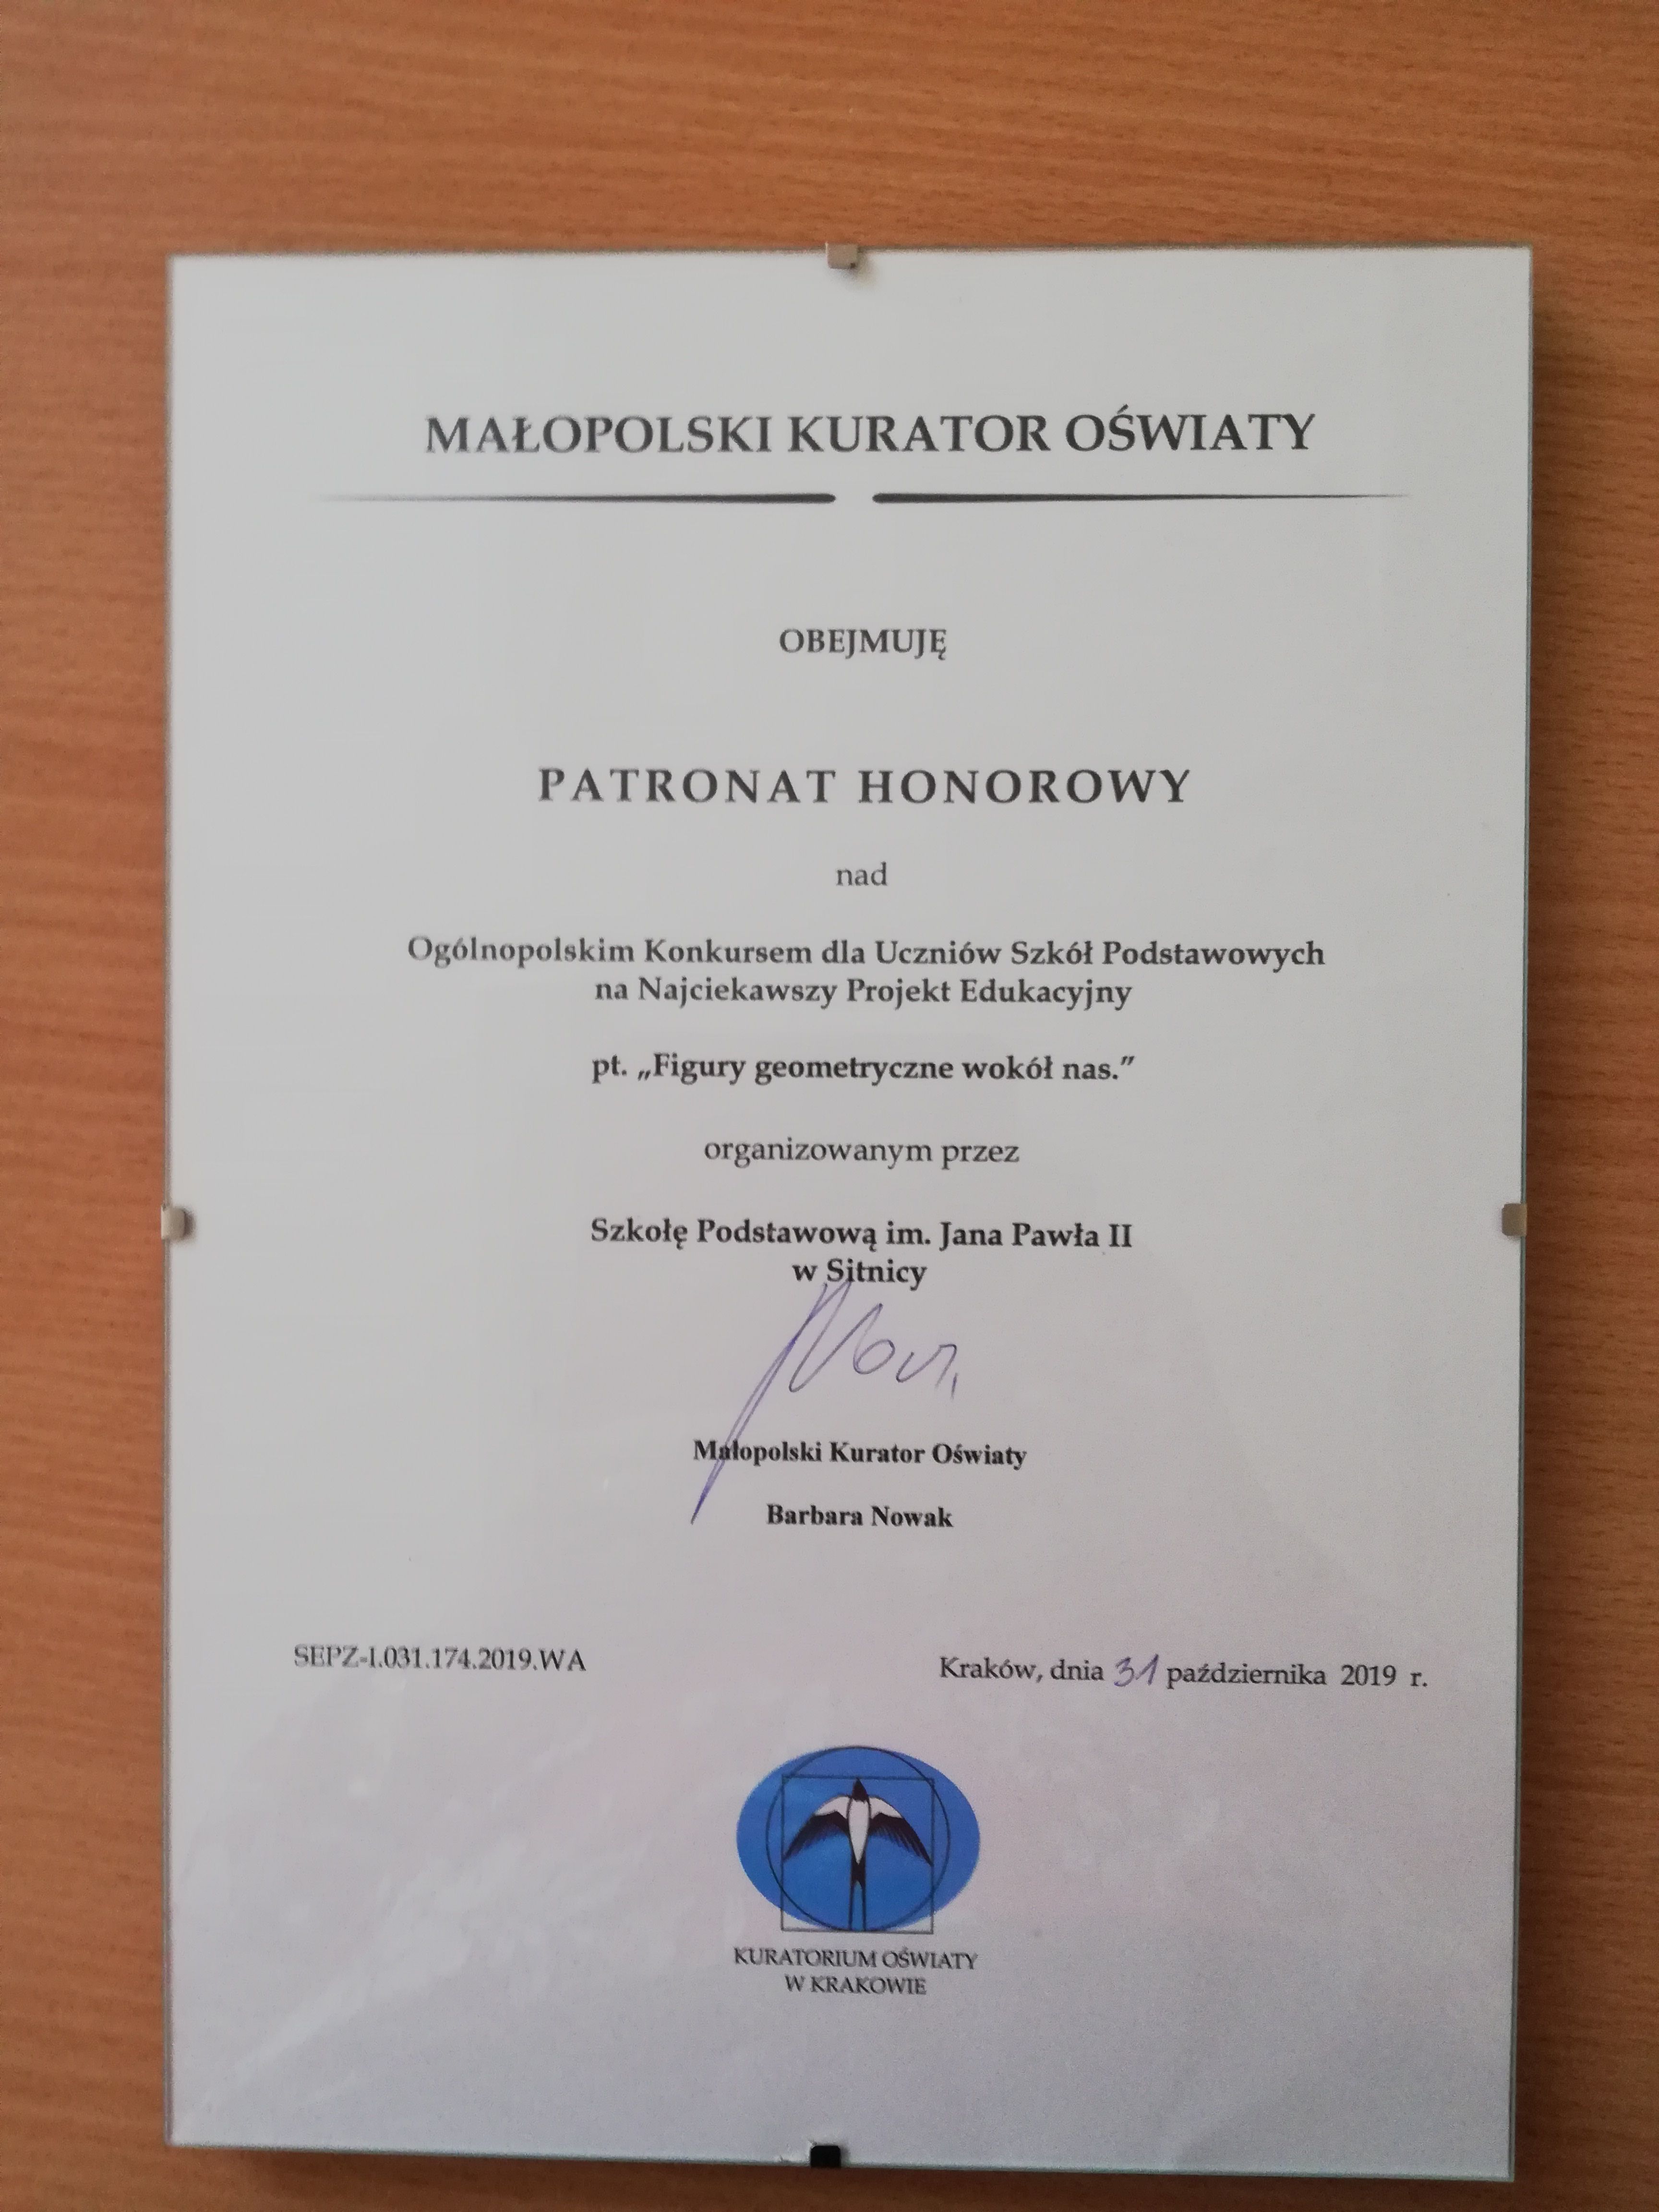 MAŁOPOLSKI KURATOR OŚWIATY
OBEJMUJĘ
PATRONAT HONOROWY
nad
Ogólnopolskim Konkursem dla Uczniów Szkół Podstawowych
na Najciekawszy Projekt Edukacyjny
pt. „Figury geometryczne wokół nas.”
organizowanym przez
Szkołę Podstawową im. Jana Pawła II
w Sitnicy
Małopolski Kurator Oświaty
Barbara Nowak
SEPZ-I.031.174.2019.WA
Kraków, dnia 31 października 2019 r.
KURATORIUM OŚWIATY
W KRAKOWIE